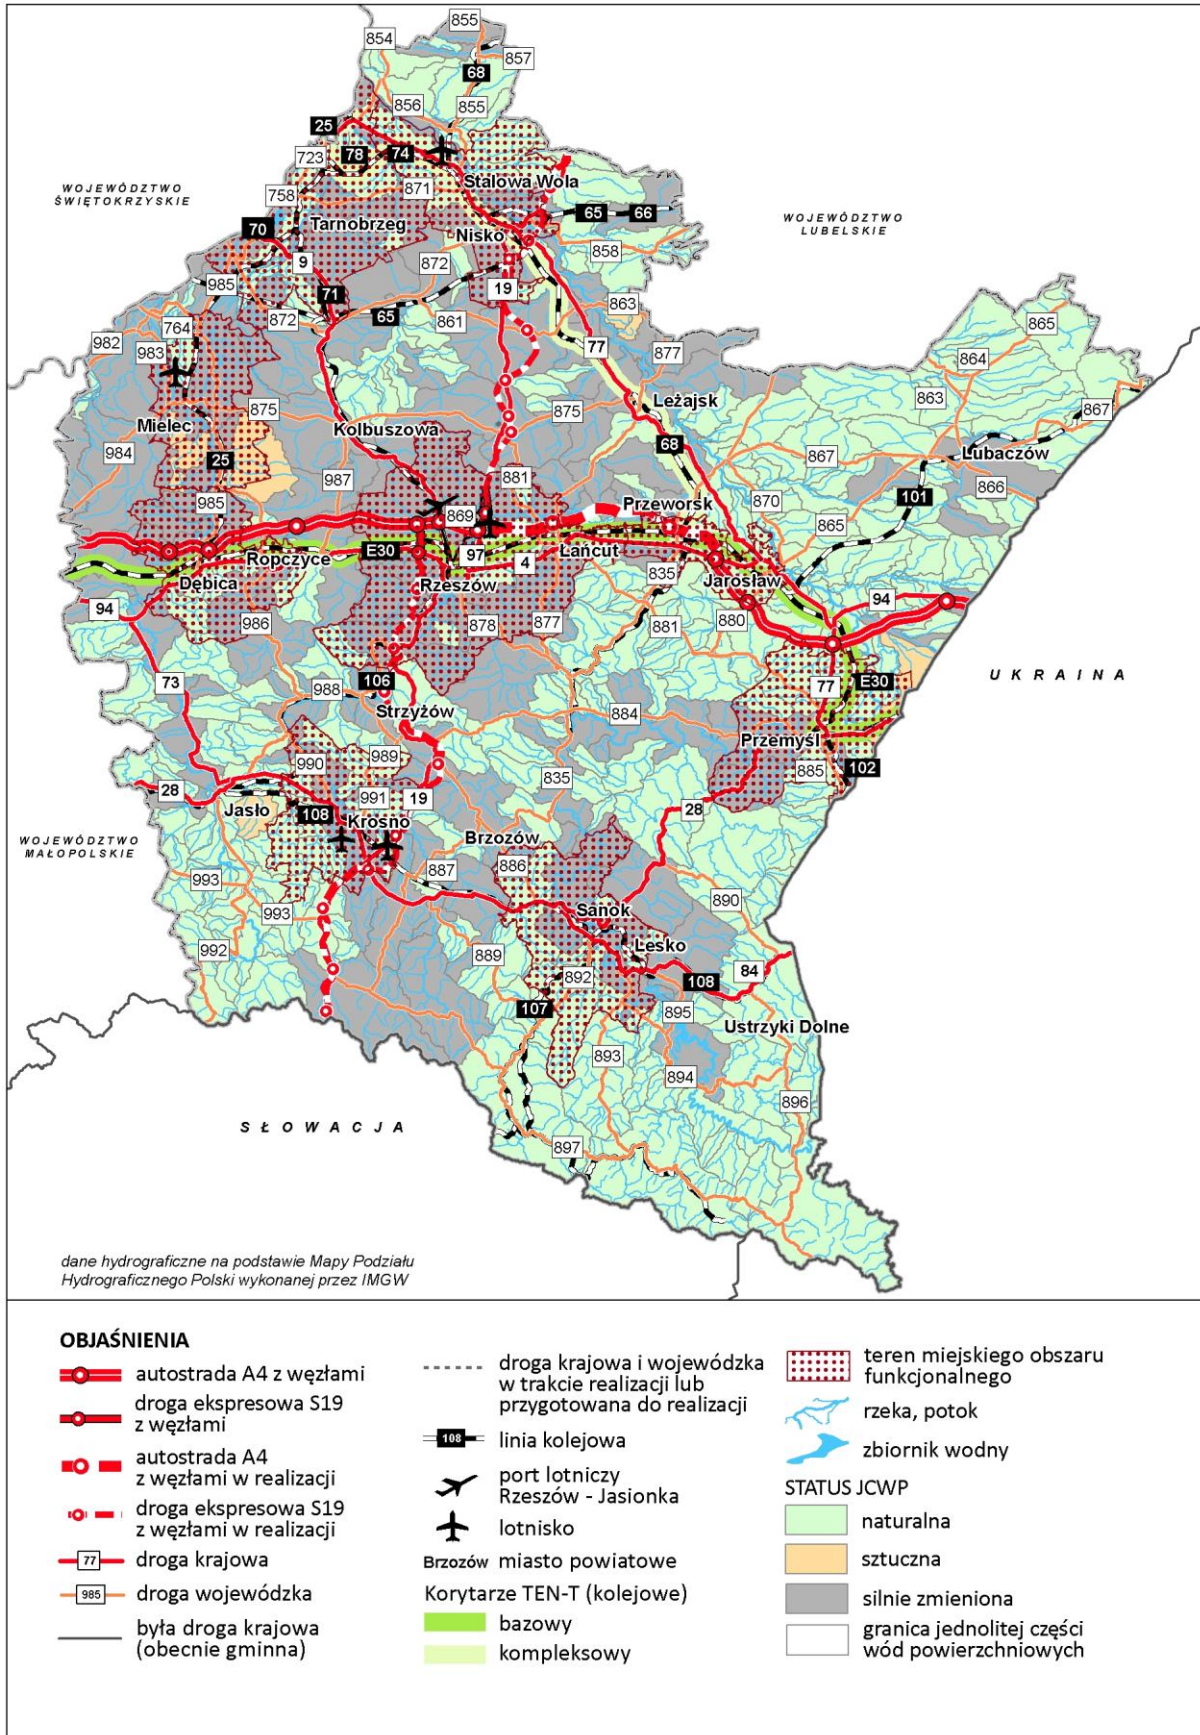 855
854
857
68
856
855
25
723
78
74
871
Stalowa Wola
WOJEWÓDZTWO
ŚWIĘTOKRZYSKIE
758
Tarnobrzeg
65
66
WOJEWÓDZTWO
LUBELSKIE
70
Nisko
858
9
872
985
71
19
863
65
861
872
764
982
983
77
877
865
864
863
Leżajsk
867
875
875
Mielec
Kolbuszowa
68
984
25
987
881
867
Lubaczów
866
101
985
869
Przeworsk
870
865
E30
97
4
Łańcut
Ropczyce
Dębica
Rzeszów
835
Jarosław
94
94
986
878
877
881
880
73
106
77
E30
UKRAINA
988
Strzyżów
884
Przemyśl
990
989
835
885
102
28
991
19
28
Jasło
108
Krosno
Brzozów
WOJEWÓDZTWO
MAŁOPOLSKIE
993
887
886
890
993
Sanok
992
889
Lesko
892
84
108
107
895
Ustrzyki Dolne
893
894
896
SŁOWACJA
897
dane hydrograficzne na podstawie Mapy Podziału
Hydrograficznego Polski wykonanej przez IMGW
OBJAŚNIENIA
autostrada A4 z węzłami
droga ekspresowa S19
z węzłami
autostrada A4
z węzłami w realizacji
droga ekspresowa S19
z węzłami w realizacji
77 droga krajowa
985 droga wojewódzka
była droga krajowa
(obecnie gminna)
droga krajowa i wojewódzka
w trakcie realizacji lub
przygotowana do realizacji
108 linia kolejowa
port lotniczy
Rzeszów - Jasionka
lotnisko
Brzozów miasto powiatowe
Korytarze TEN-T (kolejowe)
bazowy
kompleksowy
teren miejskiego obszaru
funkcjonalnego
rzeka, potok
zbiornik wodny
STATUS JCWP
naturalna
sztuczna
silnie zmieniona
granica jednolitej części
wód powierzchniowych